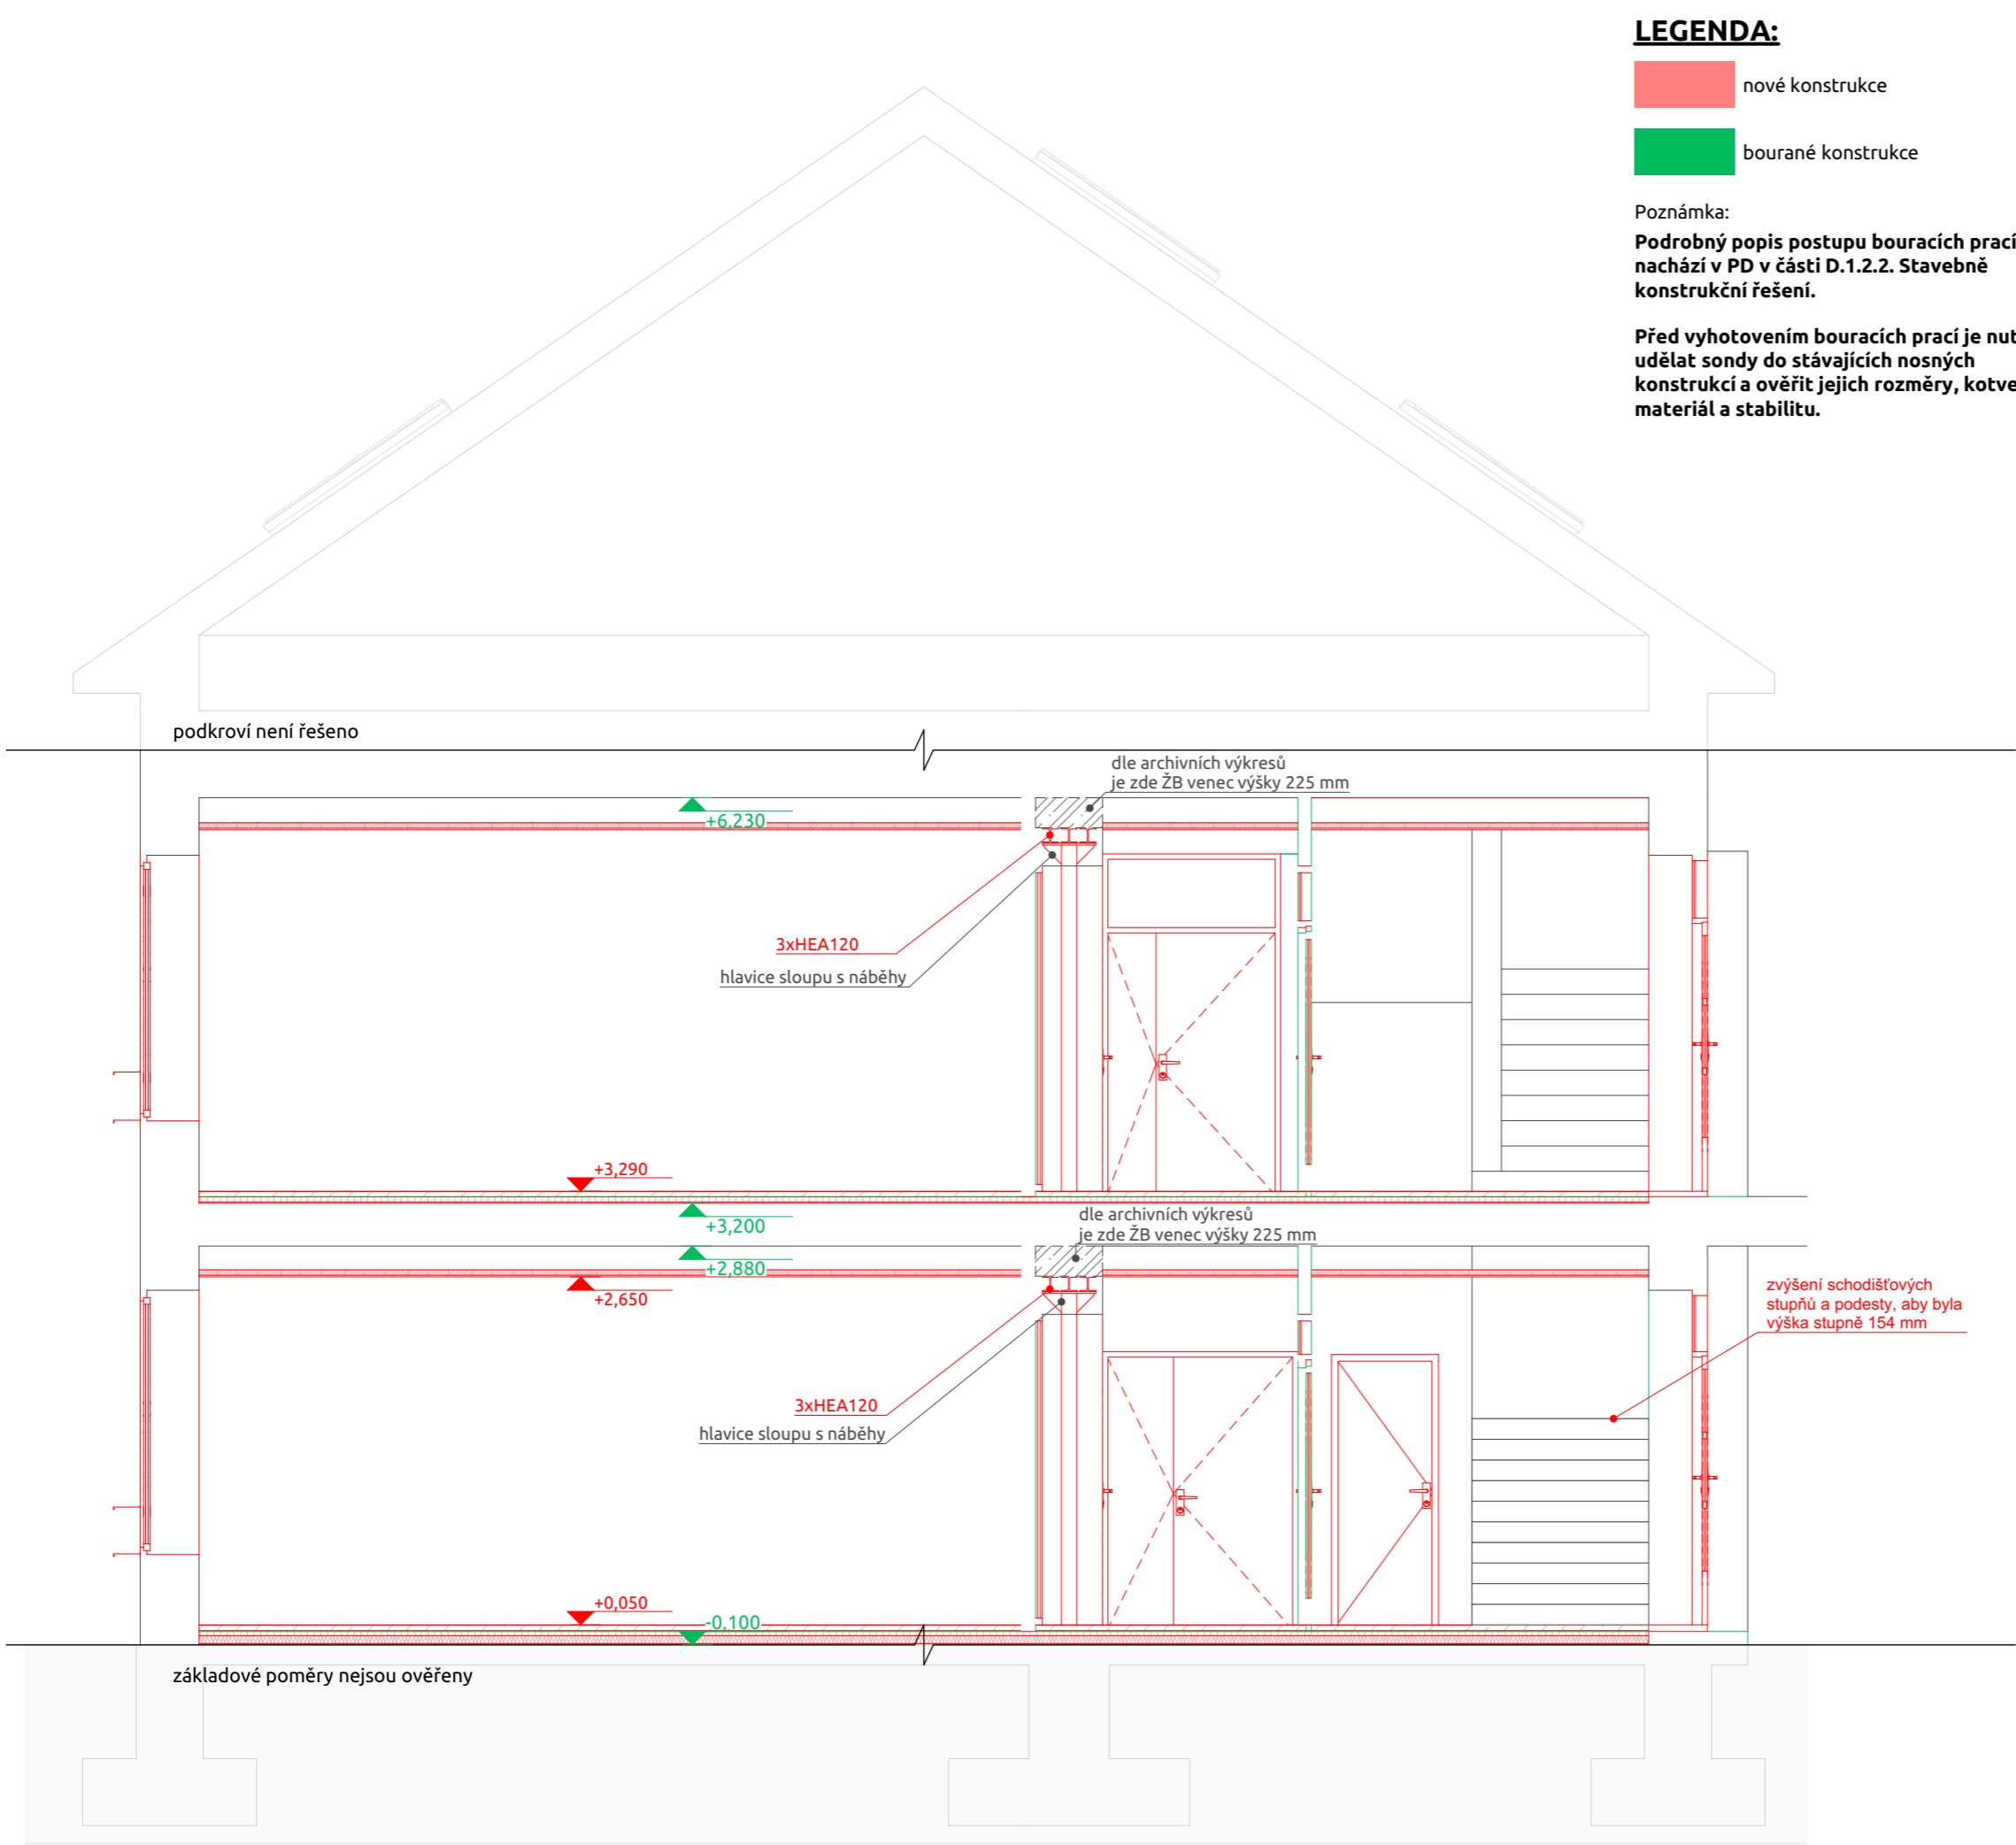 LEGENDA:
nové konstrukce
bourané konstrukce
Poznámka:
Podrobný popis postupu bouracích prací
nachází v PD v části D.1.2.2. Stavebně
konstrukční řešení.
Před vyhotovením bouracích prací je nut
udělat sondy do stávajících nosných
konstrukcí a ověřit jejich rozměry, kotve
materiál a stabilitu.
podkroví není řešeno
dle archivních výkresů
je zde ŽB venec výšky 225 mm
+6,230
3xHEA120
hlavice sloupu s náběhy
+3,290
+3,200
dle archivních výkresů
je zde ŽB venec výšky 225 mm
+2,880
+2,650
zvýšení schodišťových
stupňů a podesty, aby byla
výška stupně 154 mm
3xHEA120
hlavice sloupu s náběhy
+0,050
-0,100
základové poměry nejsou ověřeny